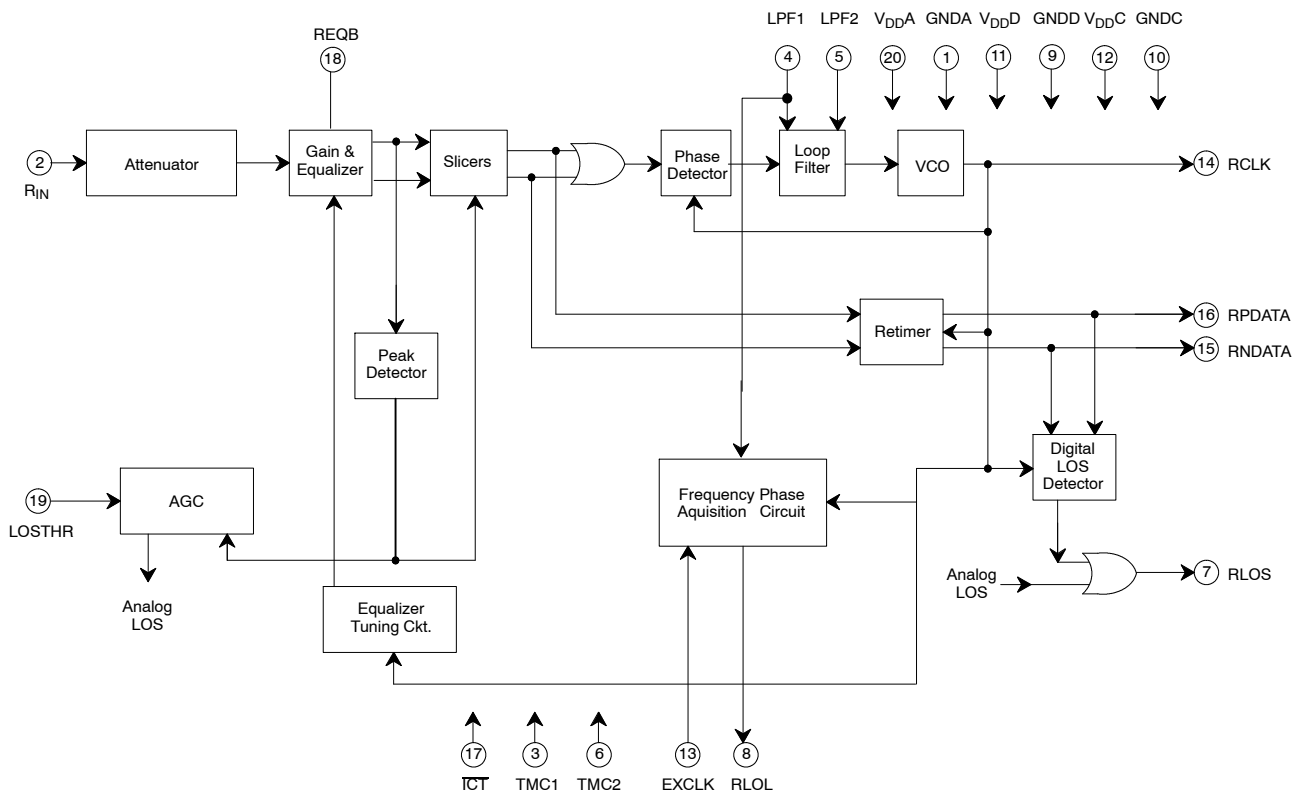 LPF1 LPF2 VDDA GNDA VDDD GNDD VDDC GNDC
REQB
18
4 5 20 1 11 9 12 10
2
RIN
Attenuator
Gain &
Equalizer
Slicers
Phase
Detector
Loop
Filter
VCO
14 RCLK
Retimer
16 RPDATA
15 RNDATA
Peak
Detector
19
LOSTHR
AGC
Frequency Phase
Aquisition Circuit
Digital
LOS
Detector
Analog
LOS
Equalizer
Tuning Ckt.
Analog
LOS
7 RLOS
17 3 6 13 8
ICT TMC1 TMC2 EXCLK RLOL